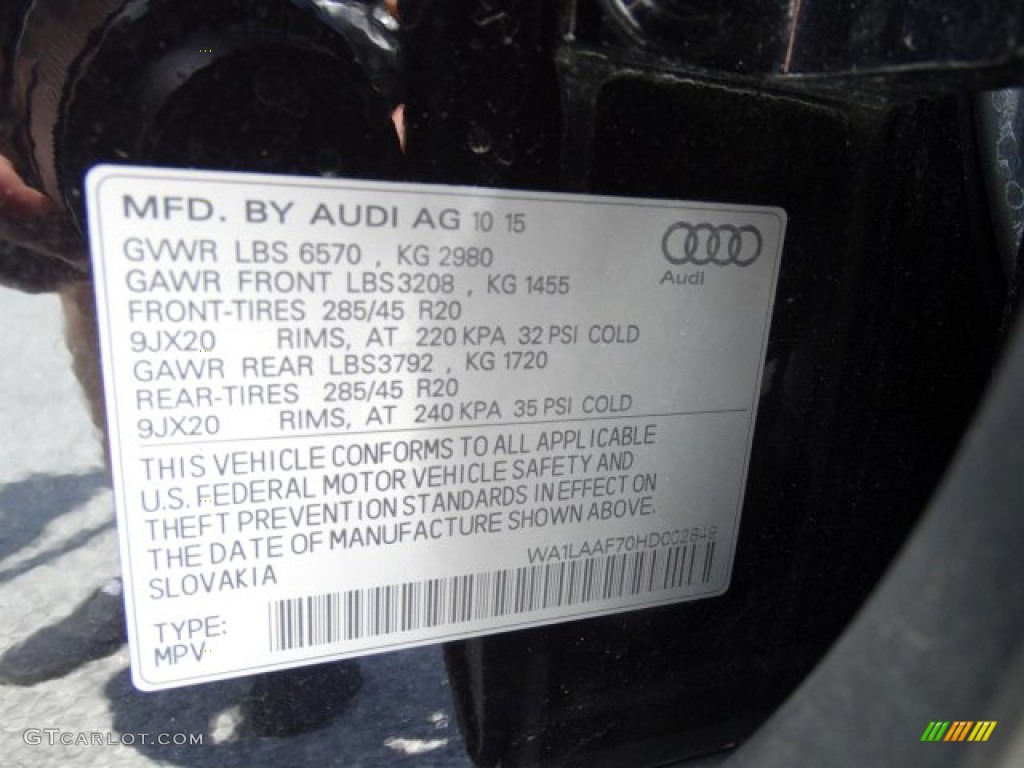 MFD. BY AUDI AG 10 15
GVWR LBS 6570 , KG 2980
GAWR FRONT LBS3208 , KG 1455
FRONT-TIRES 285/45 R20
9JX20 RIMS, AT 220 KPA 32 PSI COLD
GAWR REAR LBS3792 , KG 1720
REAR-TIRES 285/45 R20
9JX20 RIMS, AT 240 KPA 35 PSI COLD
Audi
THIS VEHICLE CONFORMS TO ALL APPLICABLE
U.S. FEDERAL MOTOR VEHICLE SAFETY AND
THEFT PREVENTION STANDARDS IN EFFECT ON
THE DATE OF MANUFACTURE SHOWN ABOVE.
SLOVAKIA
WA1LAAF70HD002849
TYPE:
MPV
GTCARLOT.COM